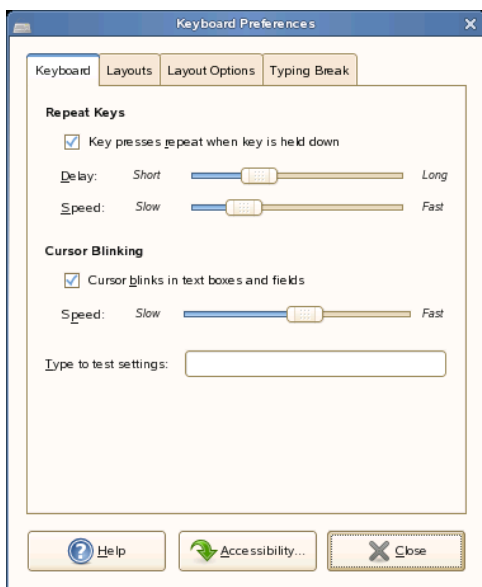 Keyboard Preferences
Keyboard Layouts Layout Options Typing Break
Repeat Keys
Key presses repeat when key is held down
Delay: Short Long
Speed: Slow Fast
Cursor Blinking
Cursor blinks in text boxes and fields
Speed: Slow Fast
Type to test settings:
Help Accessibility... Close